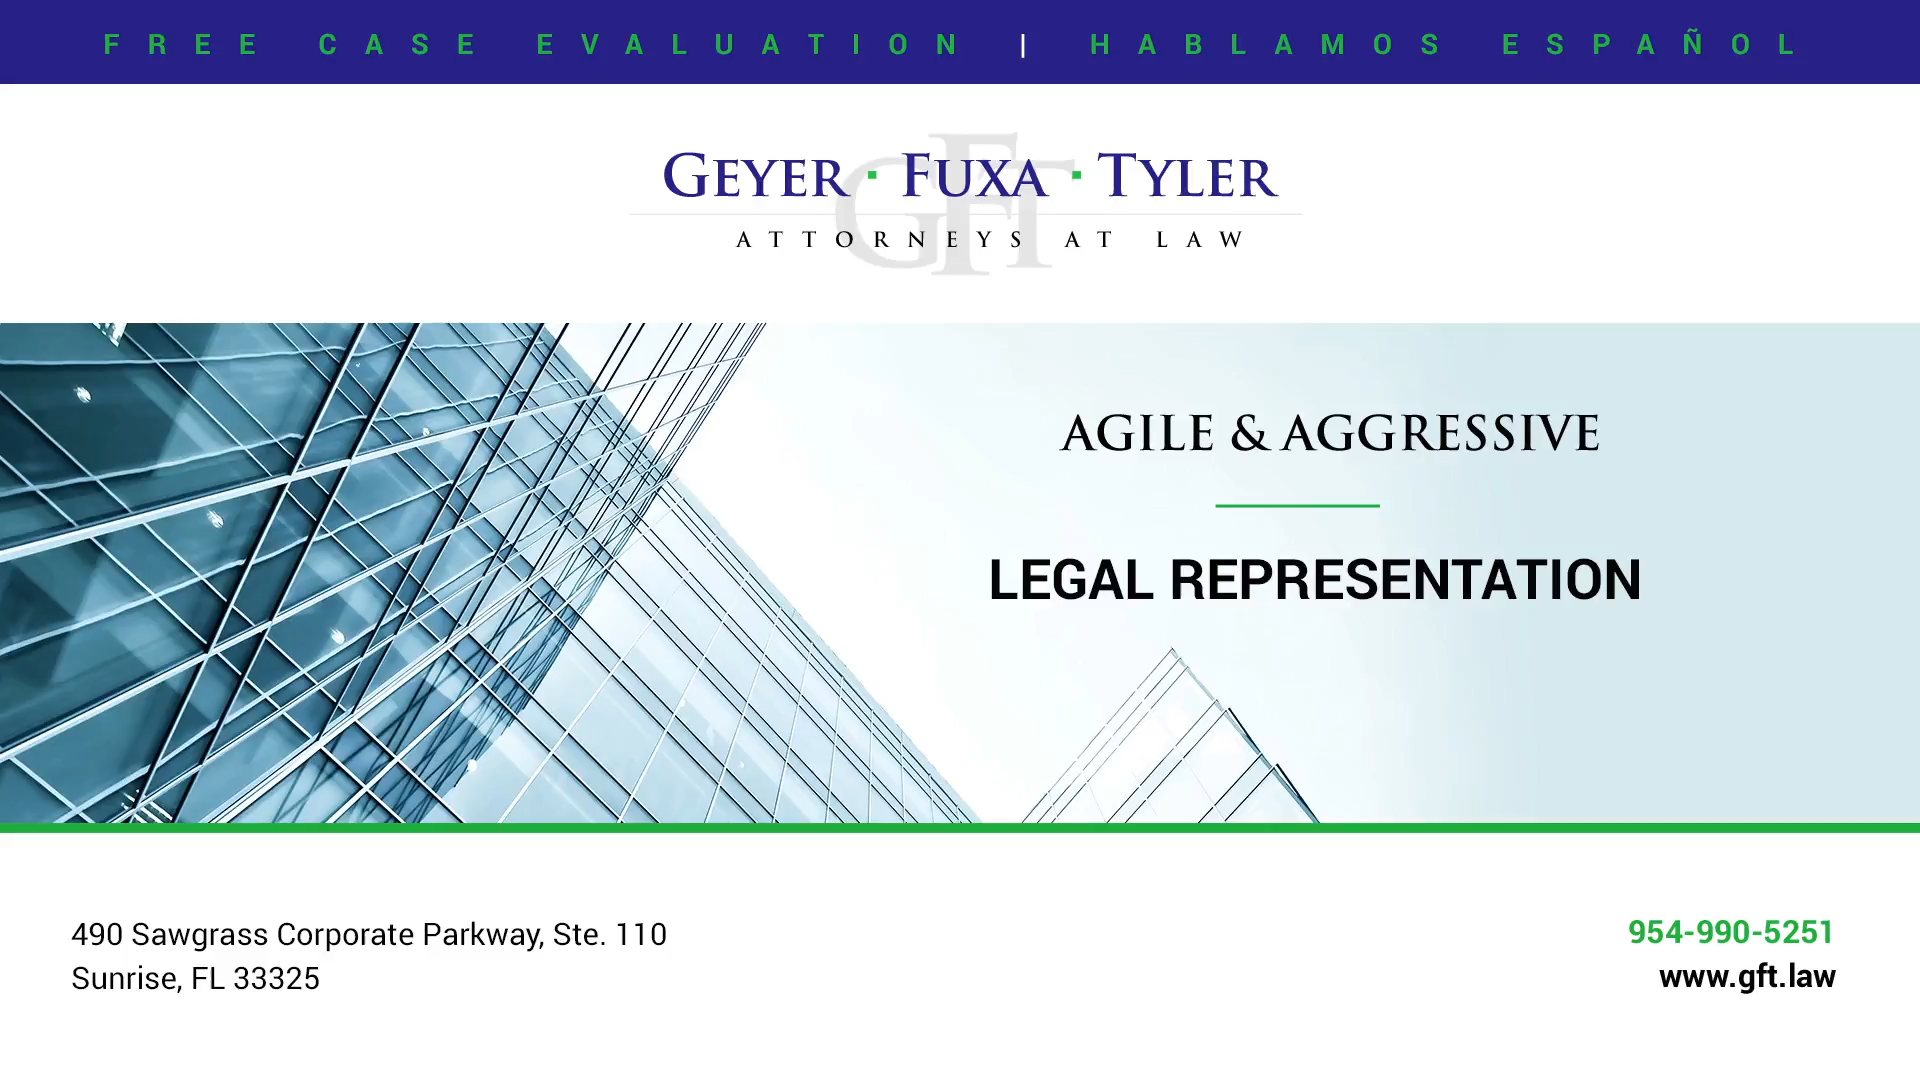 FREE CASE EVALUATION | HABLAMOS ESPAÑOL
GFT
GEYER · FUXA · TYLER
ATTORNEYS AT LAW
AGILE & AGGRESSIVE
LEGAL REPRESENTATION
490 Sawgrass Corporate Parkway, Ste. 110
Sunrise, FL 33325
954-990-5251
www.gft.law